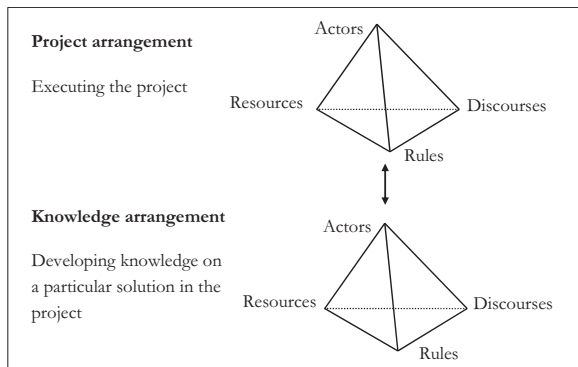 Actors
Project arrangement
Executing the project
Resources
Discourses
Rules
Knowledge arrangement
Actors
Developing knowledge on
a particular solution in the
project
Resources
Discourses
Rules